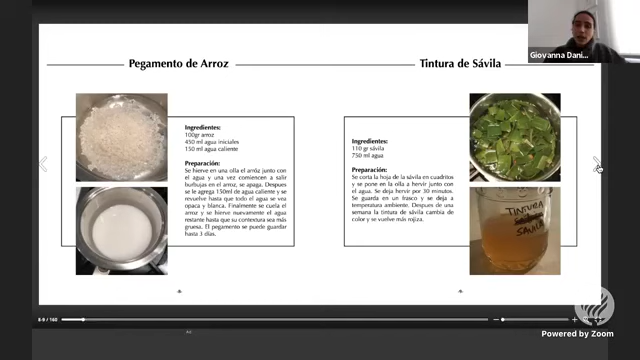 Giovanna Dani...
Pegamento de Arroz
Ingredientes:
100gr arroz
450 ml agua iniciales
150 ml agua caliente
Preparación:
Se hierve en una olla el arroz junto con
el agua y una vez comiencen a salir
burbujas en el arroz, se apaga. Despues
se le agrega 150ml de agua caliente y se
revuelve hasta que todo el agua se vea
opaca y blanca. Finalmente se cuela el
arroz y se hierve nuevamente el agua
restante hasta que su contextura sea más
gruesa. El pegamento se puede guardar
hasta 3 días.
Tintura de Sávila
Ingredientes:
110 gr sávila
750 ml agua
Preparación:
Se corta la hoja de la sávila en cuadritos
y se pone en la olla a hervir junto con
el agua. Se deja hervir por 30 minutos.
Se guarda en un frasco y se deja a
temperatura ambiente. Despues de una
semana la tintura de sávila cambia de
color y se vuelve más rojiza.
TINTURA
SAVILA
8-9 / 160
Powered by Zoom